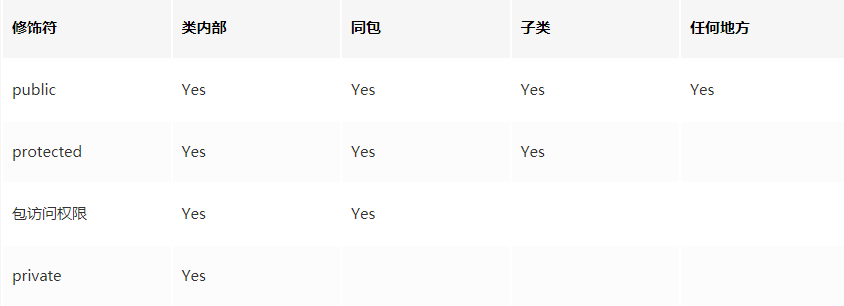 修饰符 类内部 同包 子类 任何地方
public Yes Yes Yes Yes
protected Yes Yes Yes
包访问权限 Yes Yes
private Yes